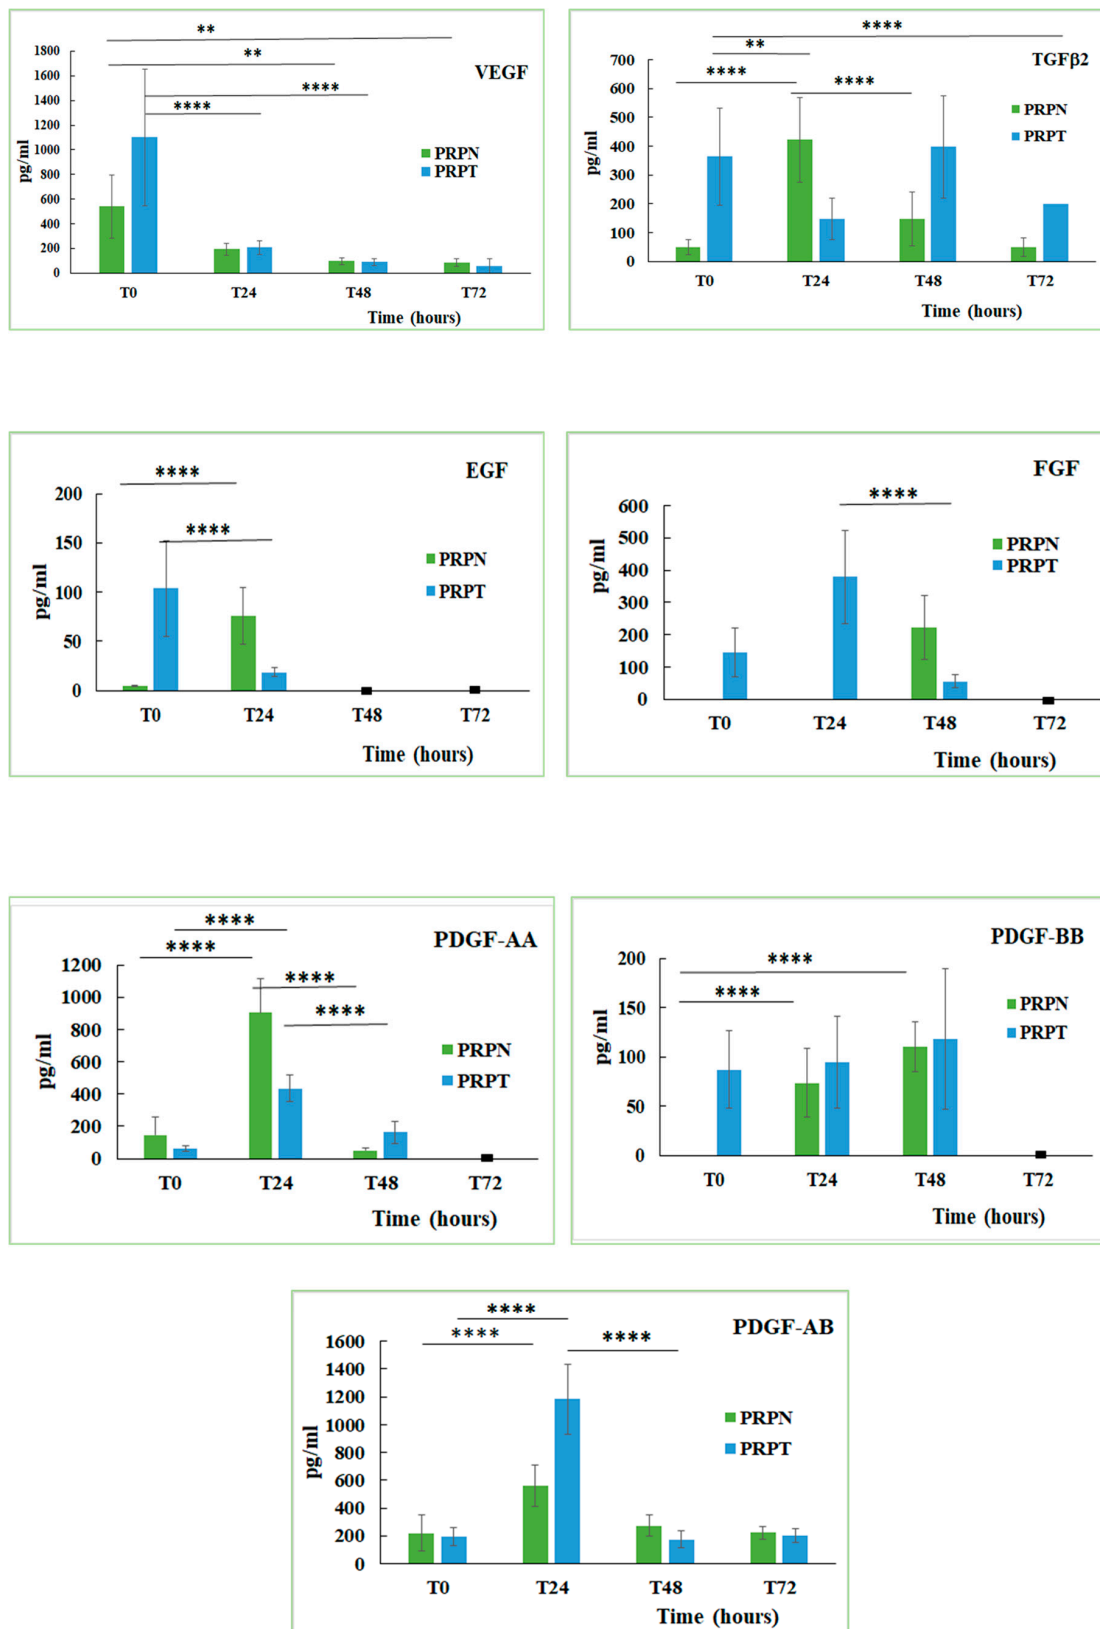 **
VEGF
**
****
****
1800
1600
1400
1200
1000
800
600
400
200
0
pg/ml
PRPN
PRPT
T0 T24 T48 T72
Time (hours)
****
**
TGFβ2
****
****
700
600
500
400
300
200
100
0
pg/ml
PRPN
PRPT
T0 T24 T48 T72
Time (hours)
EGF
****
****
200
150
100
50
0
pg/ml
PRPN
PRPT
T0 T24 T48 T72
Time (hours)
FGF
****
600
500
400
300
200
100
0
pg/ml
PRPN
PRPT
T0 T24 T48 T72
Time (hours)
****
PDGF-AA
****
****
****
1200
1000
800
600
400
200
0
pg/ml
PRPN
PRPT
T0 T24 T48 T72
Time (hours)
PDGF-BB
****
****
200
150
100
50
0
pg/ml
PRPN
PRPT
T0 T24 T48 T72
Time (hours)
****
PDGF-AB
****
****
1600
1400
1200
1000
800
600
400
200
0
pg/ml
PRPN
PRPT
T0 T24 T48 T72
Time (hours)